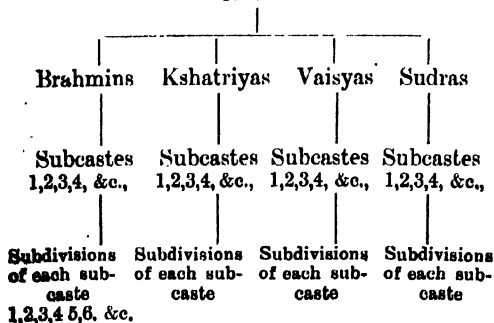 Brahmins Kshatriyas Vaisyas Sudras
Subcastes Subcastes Subcastes Subcastes
1,2,3,4, &c., 1,2,3,4, &c., 1,2,3,4, &c., 1,2,3,4, &c.,
Subdivisions Subdivisions Subdivisions Subdivisions
of each sub- of each sub- of each sub- of each sub-
caste caste caste caste
1,2,3,4 5,6. &c.